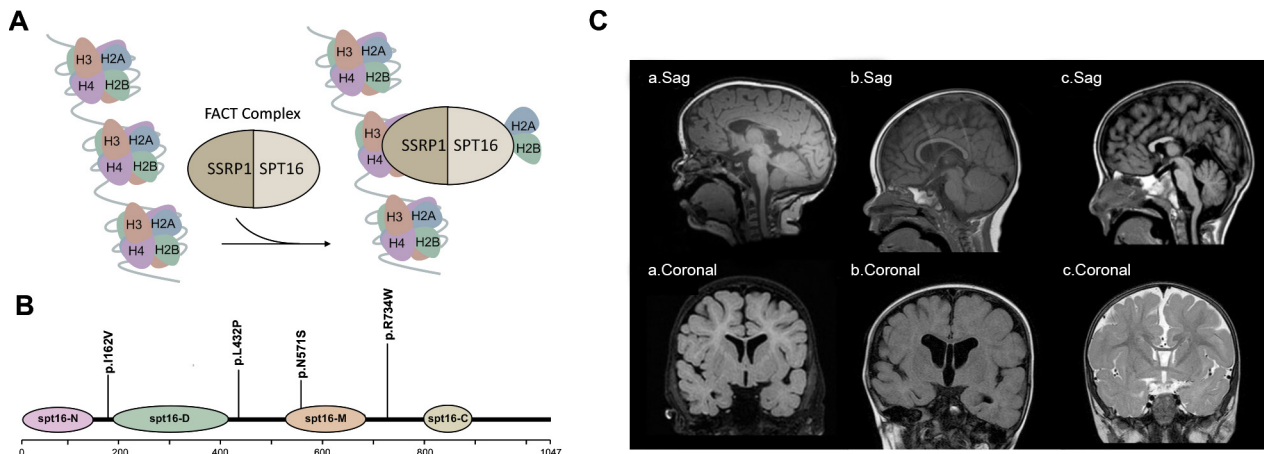 A
H3
H2A
H4
H2B
H3
H2A
H4
H2B
H3
H2A
H4
H2B
FACT Complex
SSRP1
SPT16
H3
H2A
H4
H2B
H3
H4
SSRP1
SPT16
H2A
H2B
H3
H2A
H4
H2B
B
p.I162V
p.L432P
p.N571S
p.R734W
spt16-N
spt16-D
spt16-M
spt16-C
0 200 400 600 800 1047
C
a.Sag
b.Sag
c.Sag
a.Coronal
b.Coronal
c.Coronal